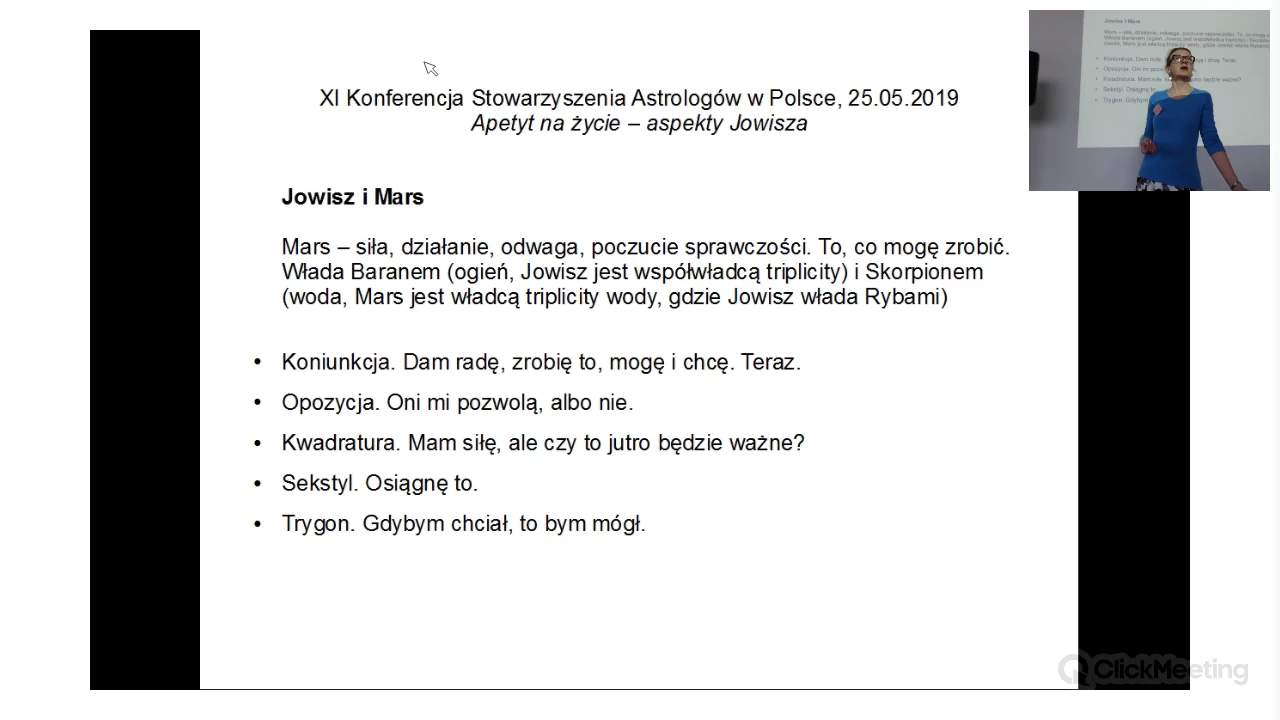 XI Konferencja Stowarzyszenia Astrologów w Polsce, 25.05.2019
Apetyt na życie – aspekty Jowisza
Jowisz i Mars
Mars – siła, działanie, odwaga, poczucie sprawczości. To, co mogę zrobić.
Włada Baranem (ogień, Jowisz jest współwładcą triplicity) i Skorpionem
(woda, Mars jest władcą triplicity wody, gdzie Jowisz włada Rybami)
• Koniunkcja. Dam radę, zrobię to, mogę i chcę. Teraz.
• Opozycja. Oni mi pozwolą, albo nie.
• Kwadratura. Mam siłę, ale czy to jutro będzie ważne?
• Sekstyl. Osiągnę to.
• Trygon. Gdybym chciał, to bym mógł.
Jowisz i Mars
ClickMeeting